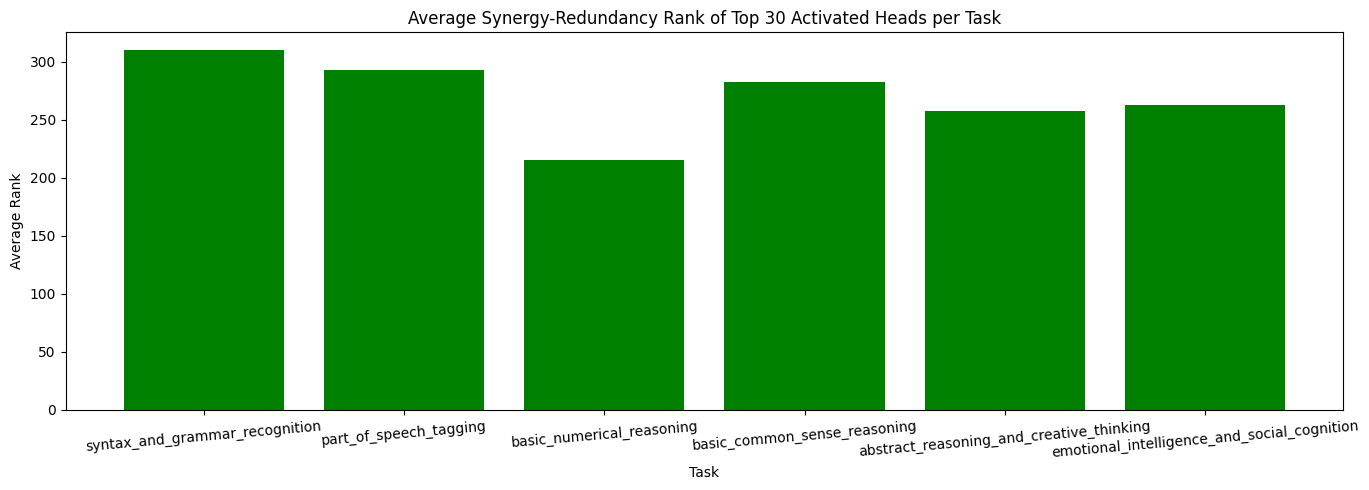 Average Synergy-Redundancy Rank of Top 30 Activated Heads per Task
Average Rank
300
250
200
150
100
50
0
syntax_and_grammar_recognition
part_of_speech_tagging
basic_numerical_reasoning
basic_common_sense_reasoning
abstract_reasoning_and_creative_thinking
emotional_intelligence_and_social_cognition
Task